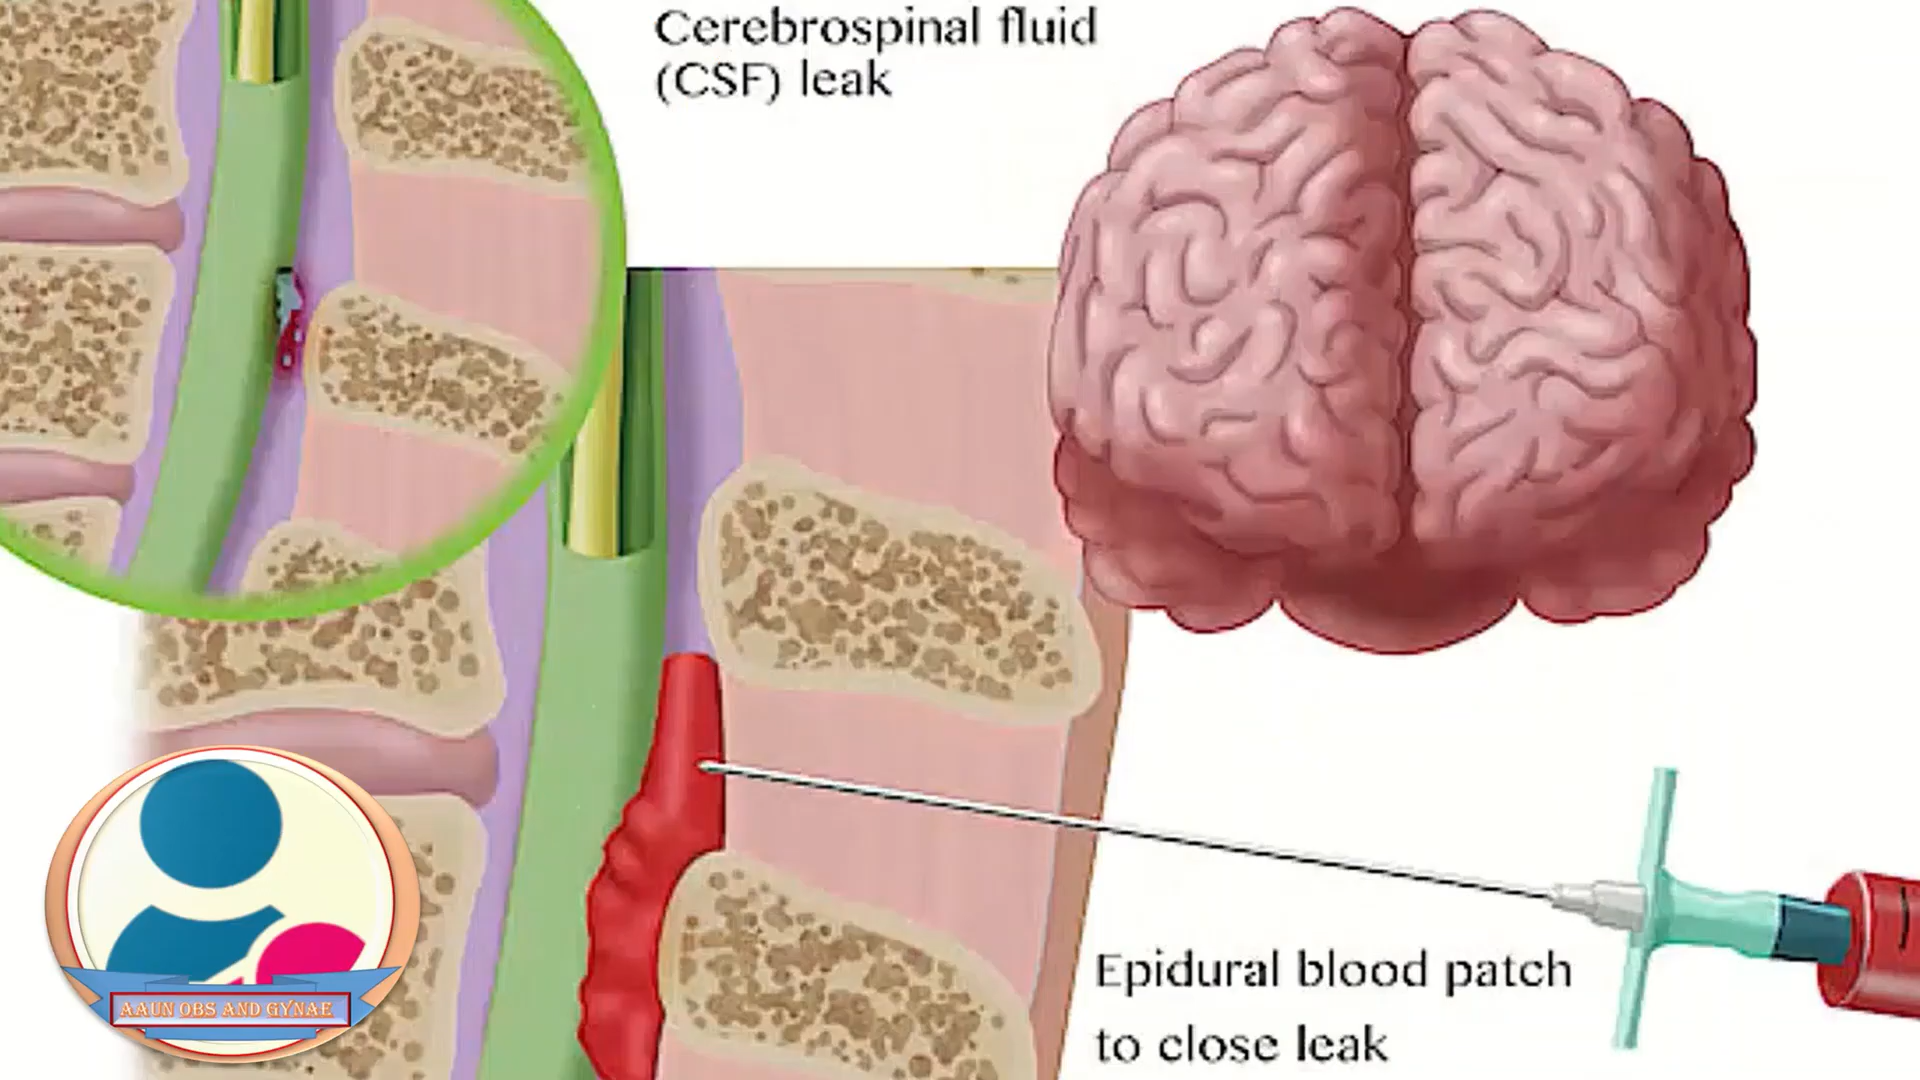 Cerebrospinal fluid
(CSF) leak
Epidural blood patch
to close leak
AAUN OBS AND GYNAE